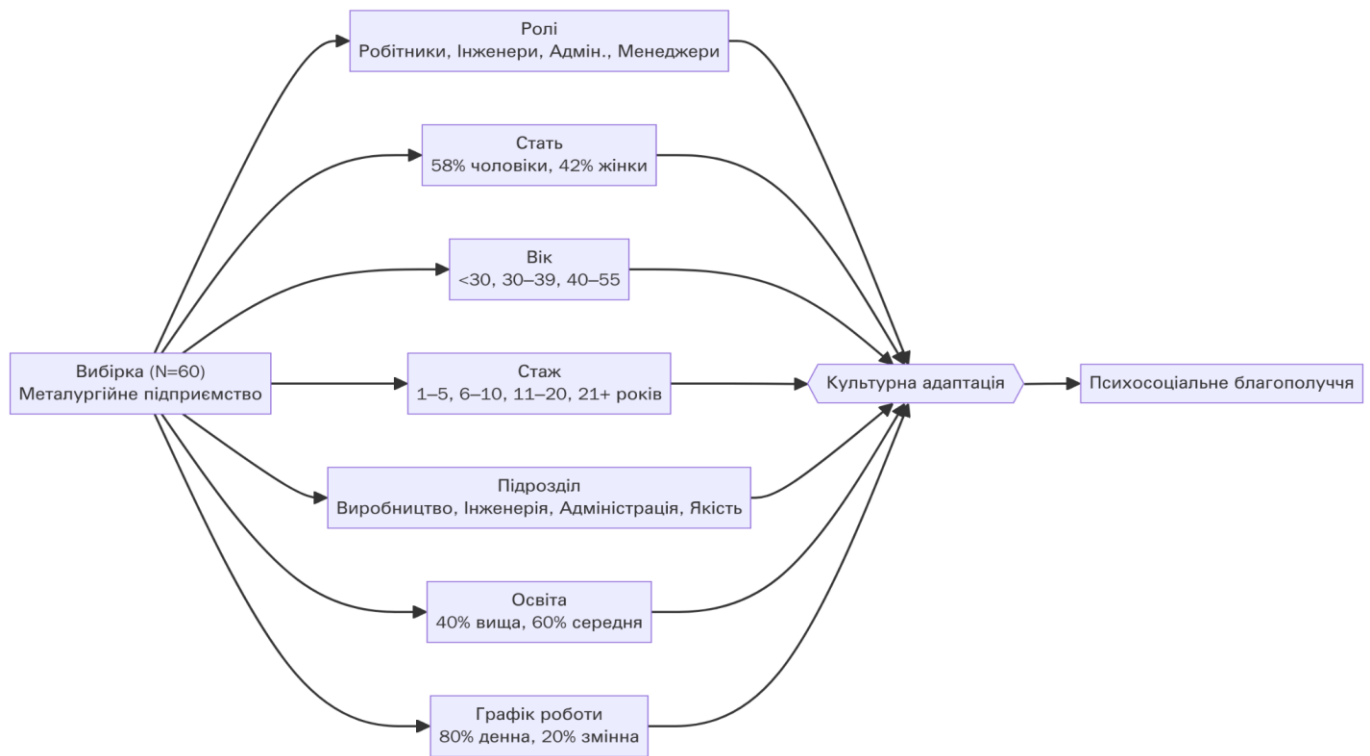 Ролі
Робітники, Інженери, Адмін., Менеджери
Стать
58% чоловіки, 42% жінки
Вік
<30, 30–39, 40–55
Вибірка (N=60)
Металургійне підприємство
Стаж
1–5, 6–10, 11–20, 21+ років
Культурна адаптація
Психосоціальне благополуччя
Підрозділ
Виробництво, Інженерія, Адміністрація, Якість
Освіта
40% вища, 60% середня
Графік роботи
80% денна, 20% змінна